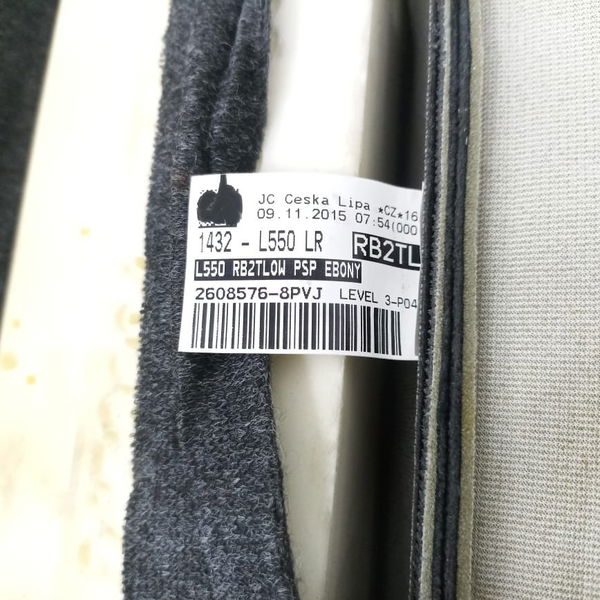 JC Ceska Lipa *CZ*16
09.11.2015 07:54(000
1432 - L550 LR RB2TL
L550 RB2TLOW PSP EBONY
2608576-8PVJ LEVEL 3-P04